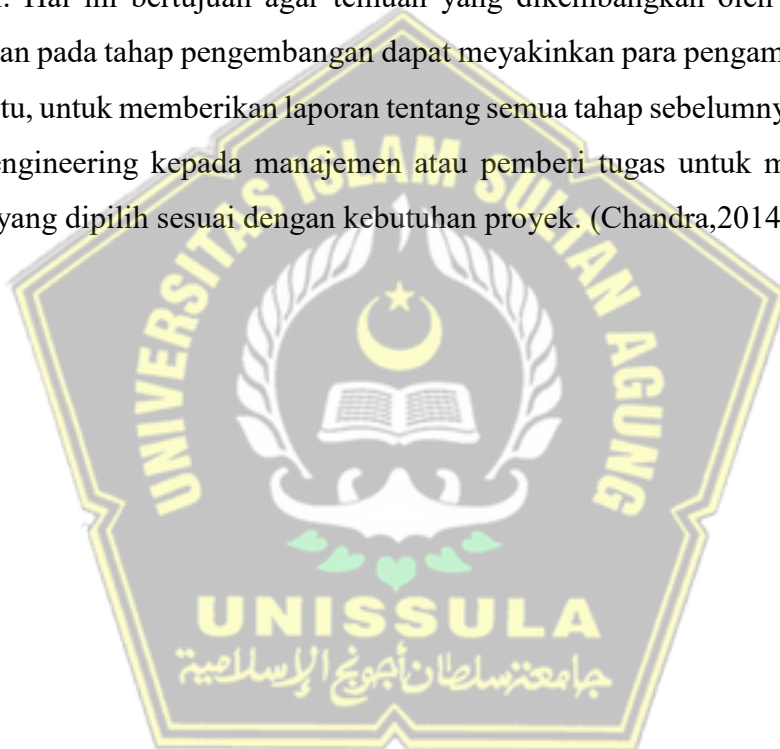 Hal ini bertujuan agar temuan yang dikembangkan oleh
an pada tahap pengembangan dapat meyakinkan para pengam
tu, untuk memberikan laporan tentang semua tahap sebelumny
engineering kepada manajemen atau pemberi tugas untuk m
yang dipilih sesuai dengan kebutuhan proyek. (Chandra,2014
UNIVERSITAS ISLAM SULTAN AGUNG
UNISSULA
جامعتسلطان أجونج الإسلامية